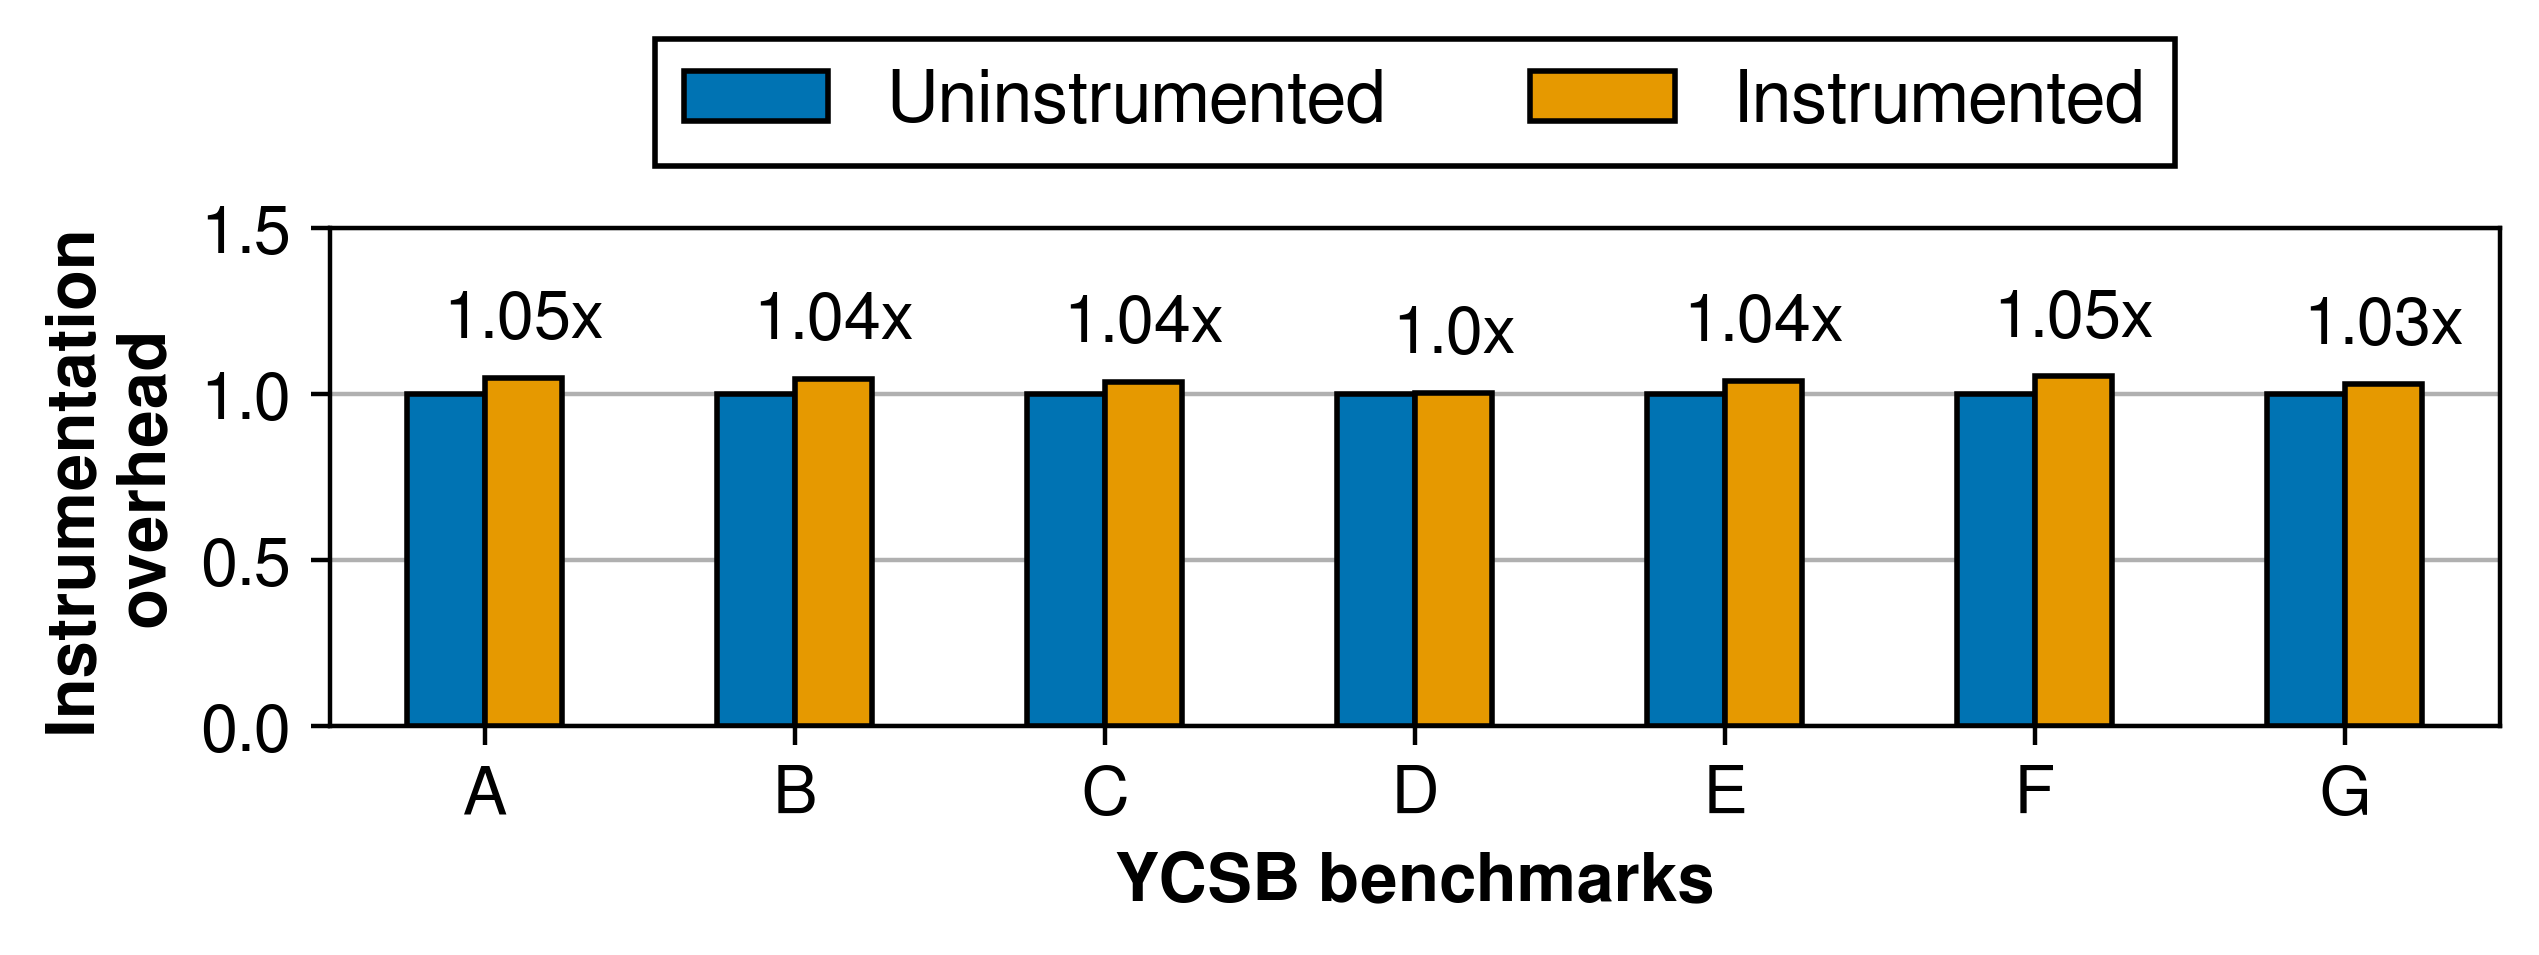 Uninstrumented
Instrumented
Instrumentation
overhead
1.5
1.0
0.5
0.0
1.05x
1.04x
1.04x
1.0x
1.04x
1.05x
1.03x
A
B
C
D
E
F
G
YCSB benchmarks